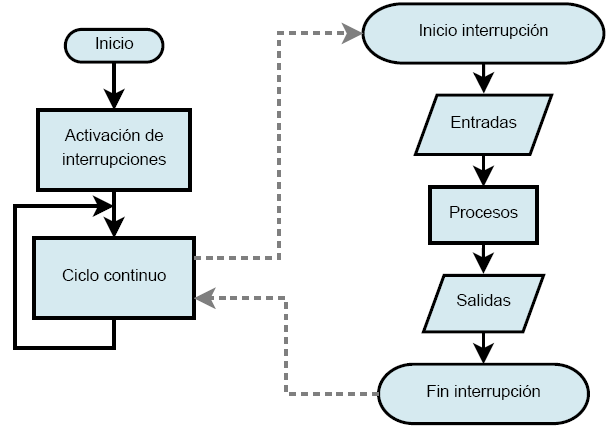 Inicio
Activación de
interrupciones
Ciclo continuo
Inicio interrupción
Entradas
Procesos
Salidas
Fin interrupción